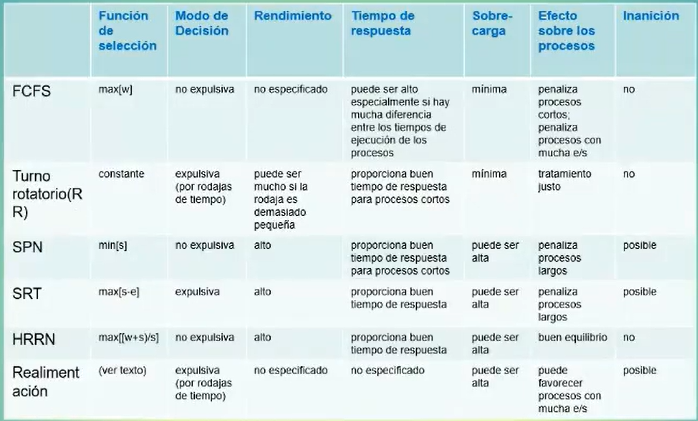 Función de selección
Modo de Decisión
Rendimiento
Tiempo de respuesta
Sobre-carga
Efecto sobre los procesos
Inanición
FCFS
max[w]
no expulsiva
no especificado
puede ser alto especialmente si hay mucha diferencia entre los tiempos de ejecución de los procesos
mínima
penaliza procesos cortos; penaliza procesos con mucha e/s
no
Turno rotatorio(RR)
constante
expulsiva (por rodajas de tiempo)
puede ser mucho si la rodaja es demasiado pequeña
proporciona buen tiempo de respuesta para procesos cortos
mínima
tratamiento justo
no
SPN
min[s]
no expulsiva
alto
proporciona buen tiempo de respuesta para procesos cortos
puede ser alta
penaliza procesos largos
posible
SRT
max[s-e]
expulsiva
alto
proporciona buen tiempo de respuesta
puede ser alta
penaliza procesos largos
posible
HRRN
max[[w+s)/s]
no expulsiva
alto
proporciona buen tiempo de respuesta
puede ser alta
buen equilibrio
no
Realimentación
(ver texto)
expulsiva (por rodajas de tiempo)
no especificado
no especificado
puede ser alta
puede favorecer procesos con mucha e/s
posible